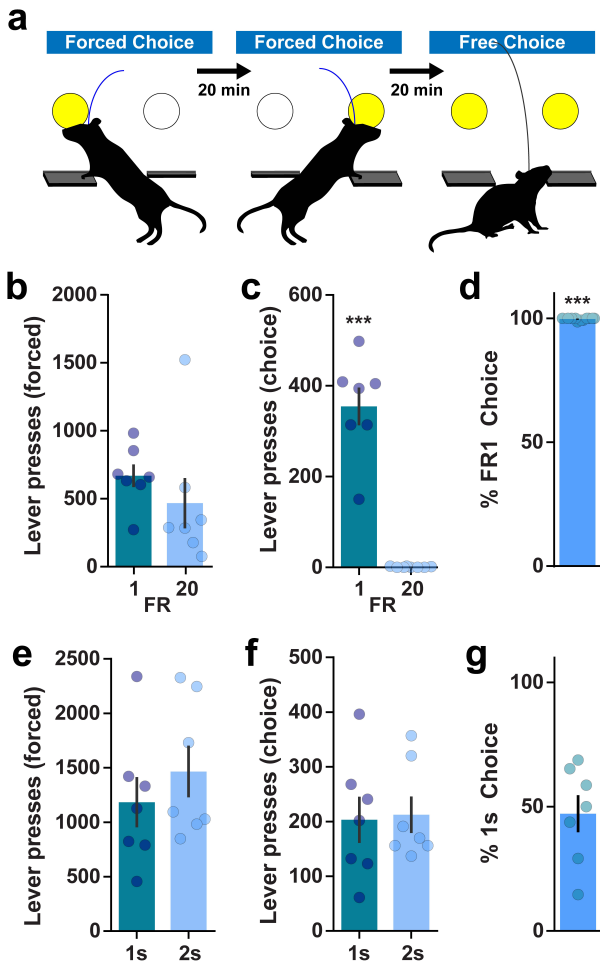 a
Forced Choice
Forced Choice
Free Choice
20 min
20 min
b
c
d
Lever presses (forced)
2000
1500
1000
500
0
1
20
FR
Lever presses (choice)
600
400
200
0
***
1
20
FR
% FR1 Choice
100
50
0
***
e
f
g
Lever presses (forced)
2500
2000
1500
1000
500
0
1s
2s
Lever presses (choice)
500
400
300
200
100
0
1s
2s
% 1s Choice
100
50
0